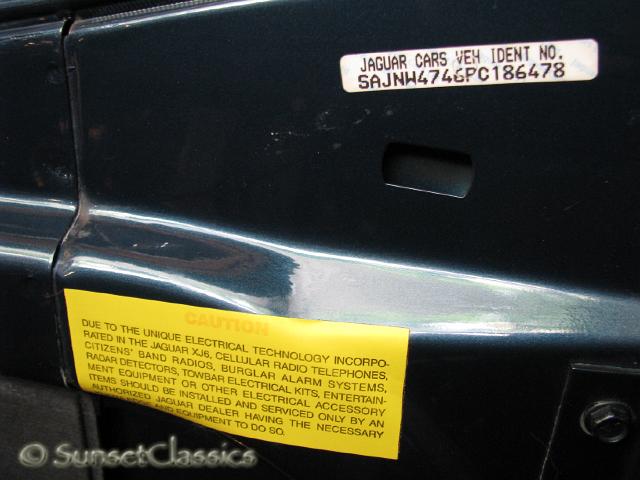 JAGUAR CARS VEH IDENT NO.
SAJNW4746PC186478
CAUTION
DUE TO THE UNIQUE ELECTRICAL TECHNOLOGY INCORPO-
RATED IN THE JAGUAR XJ6, CELLULAR RADIO TELEPHONES,
CITIZENS' BAND RADIOS, BURGLAR ALARM SYSTEMS,
RADAR DETECTORS, TOWBAR ELECTRICAL KITS, ENTERTAIN-
MENT EQUIPMENT OR OTHER ELECTRICAL ACCESSORY
ITEMS SHOULD BE INSTALLED AND SERVICED ONLY BY AN
AUTHORIZED JAGUAR DEALER HAVING THE NECESSARY
AND EQUIPMENT TO DO SO.
© SunsetClassics